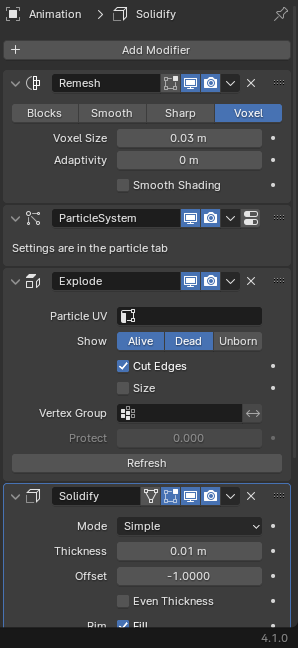 Animation > Solidify
Add Modifier
Remesh
Blocks Smooth Sharp Voxel
Voxel Size 0.03 m
Adaptivity 0 m
Smooth Shading
ParticleSystem
Settings are in the particle tab
Explode
Particle UV
Show Alive Dead Unborn
Cut Edges
Size
Vertex Group
Protect 0.000
Refresh
Solidify
Mode Simple
Thickness 0.01 m
Offset -1.0000
Even Thickness
Rim Fill
4.1.0